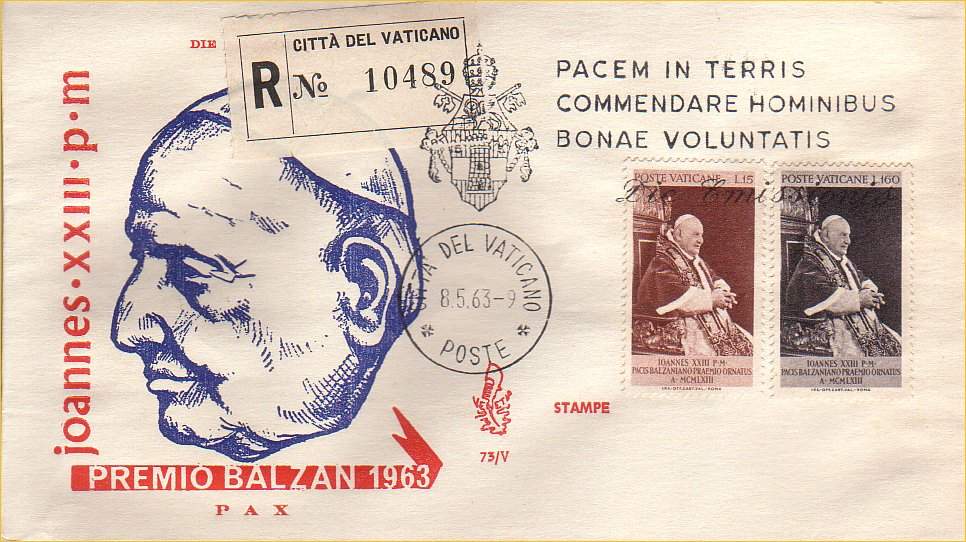 DIE
joannes·XXIII·p·m
R
CITTÀ DEL VATICANO
№ 10489
PACEM IN TERRIS
COMMENDARE HOMINIBUS
BONAE VOLUNTATIS
Die Emissionis
POSTE VATICANE L.15
IOANNES XXIII P·M·
PACIS BALZANIANO PRAEMIO ORNATUS
A·MCMLXIII
POSTE VATICANE L.160
IOANNES XXIII P·M·
PACIS BALZANIANO PRAEMIO ORNATUS
A·MCMLXIII
DEL VATICANO
8.5.63-9
POSTE
STAMPE
73/V
PREMIO BALZAN 1963
PAX